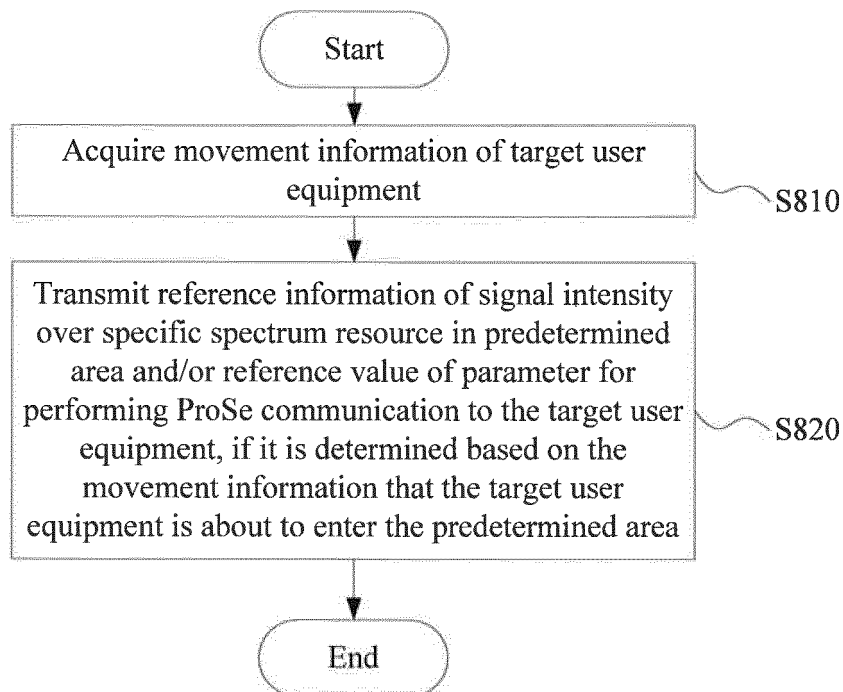 Start
Acquire movement information of target user
equipment
S810
Transmit reference information of signal intensity
over specific spectrum resource in predetermined
area and/or reference value of parameter for
performing ProSe communication to the target user
equipment, if it is determined based on the
movement information that the target user
equipment is about to enter the predetermined area
S820
End